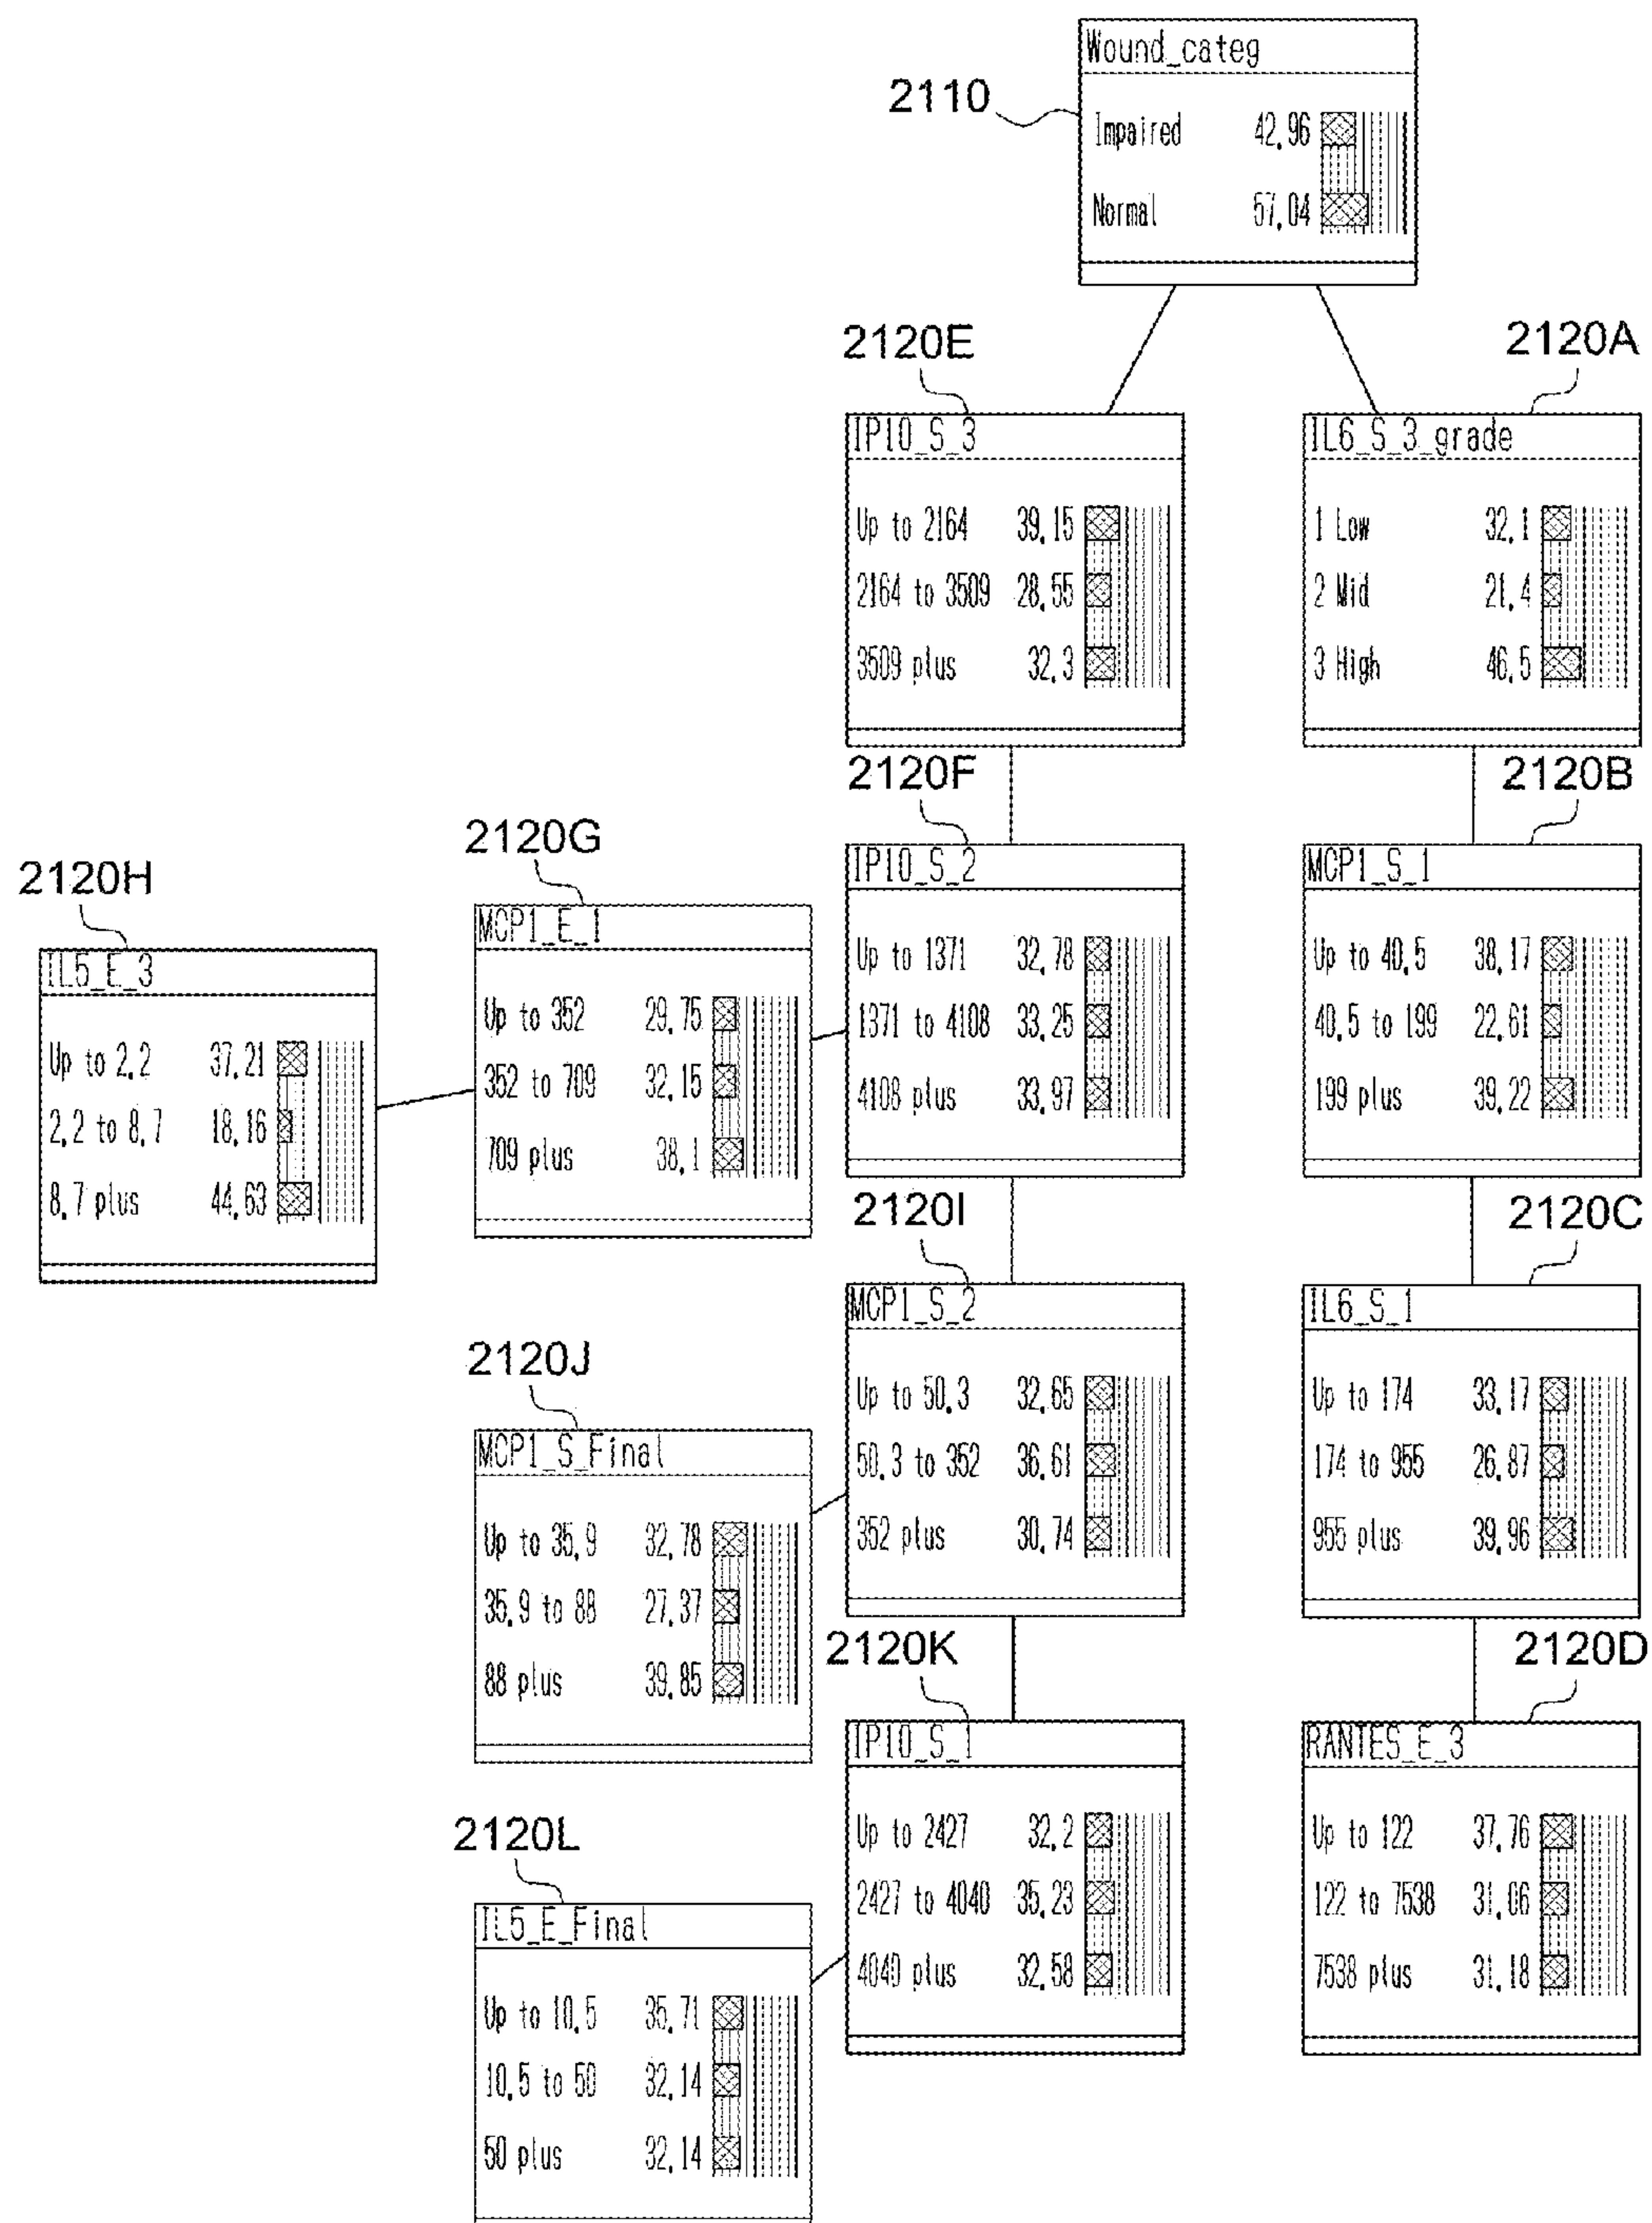 Wound_categ
2110
Impaired 42.96
Normal 57.04
2120E
IP10_S_3
Up to 2164 39.15
2164 to 3509 28.55
3509 plus 32.3
2120A
IL6_S_3_grade
1 Low 32.1
2 Mid 21.4
3 High 46.5
2120F
IP10_S_2
Up to 1371 32.78
1371 to 4108 33.25
4108 plus 33.97
2120B
MCP1_S_1
Up to 40.5 38.17
40.5 to 199 22.61
199 plus 39.22
2120G
MCP1_E_1
Up to 352 29.75
352 to 709 32.15
709 plus 38.1
2120H
IL5_E_3
Up to 2.2 37.21
2.2 to 8.7 18.16
8.7 plus 44.63
2120I
MCP1_S_2
Up to 50.3 32.65
50.3 to 352 36.61
352 plus 30.74
2120C
IL6_S_1
Up to 174 33.17
174 to 955 26.87
955 plus 39.96
2120J
MCP1_S_Final
Up to 35.9 32.78
35.9 to 88 27.37
88 plus 39.85
2120K
IP10_S_1
Up to 2427 32.2
2427 to 4040 35.23
4040 plus 32.58
2120D
RANTES_E_3
Up to 122 37.76
122 to 7538 31.06
7538 plus 31.18
2120L
IL5_E_Final
Up to 10.5 35.71
10.5 to 50 32.14
50 plus 32.14